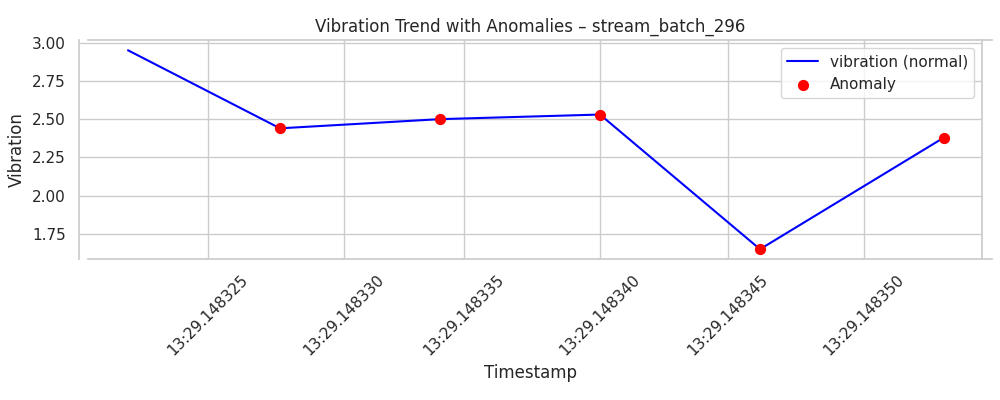 Vibration Trend with Anomalies – stream_batch_296
vibration (normal)
Anomaly
Vibration
3.00
2.75
2.50
2.25
2.00
1.75
13:29.148325
13:29.148330
13:29.148335
13:29.148340
13:29.148345
13:29.148350
Timestamp